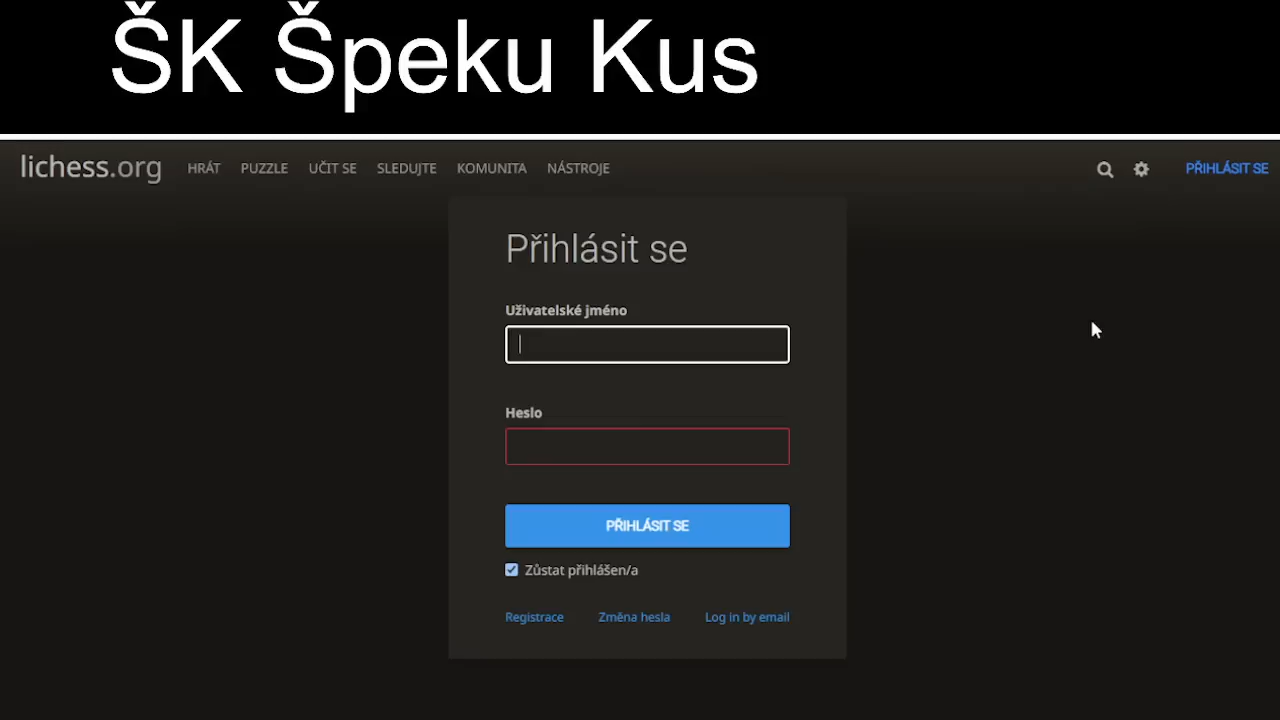 ŠK Špeku Kus
lichess.org HRÁT PUZZLE UČIT SE SLEDUJTE KOMUNITA NÁSTROJE PŘIHLÁSIT SE
Přihlásit se
Uživatelské jméno
Heslo
PŘIHLÁSIT SE
Zůstat přihlášen/a
Registrace Změna hesla Log in by email